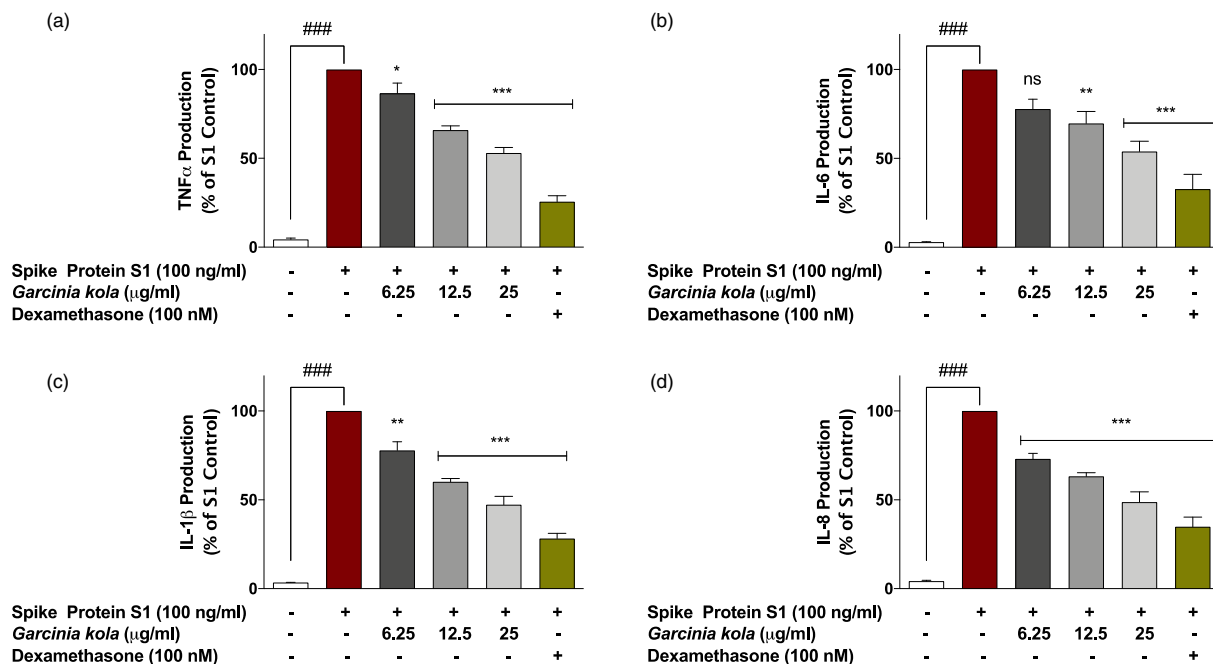 (a)
###
*
***
100
50
0
TNFα Production
(% of S1 Control)
Spike Protein S1 (100 ng/ml) - + + + + +
Garcinia kola (μg/ml) - - 6.25 12.5 25 -
Dexamethasone (100 nM) - - - - - +
(b)
###
ns
**
***
100
50
0
IL-6 Production
(% of S1 Control)
Spike Protein S1 (100 ng/ml) - + + + + +
Garcinia kola (μg/ml) - - 6.25 12.5 25 -
Dexamethasone (100 nM) - - - - - +
(c)
###
**
***
100
50
0
IL-1β Production
(% of S1 Control)
Spike Protein S1 (100 ng/ml) - + + + + +
Garcinia kola (μg/ml) - - 6.25 12.5 25 -
Dexamethasone (100 nM) - - - - - +
(d)
###
***
100
50
0
IL-8 Production
(% of S1 Control)
Spike Protein S1 (100 ng/ml) - + + + + +
Garcinia kola (μg/ml) - - 6.25 12.5 25 -
Dexamethasone (100 nM) - - - - - +